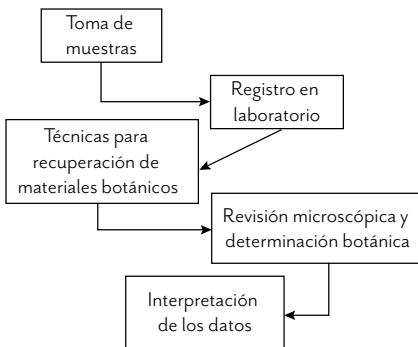 Toma de
muestras
Registro en
laboratorio
Técnicas para
recuperación de
materiales botánicos
Revisión microscópica y
determinación botánica
Interpretación
de los datos